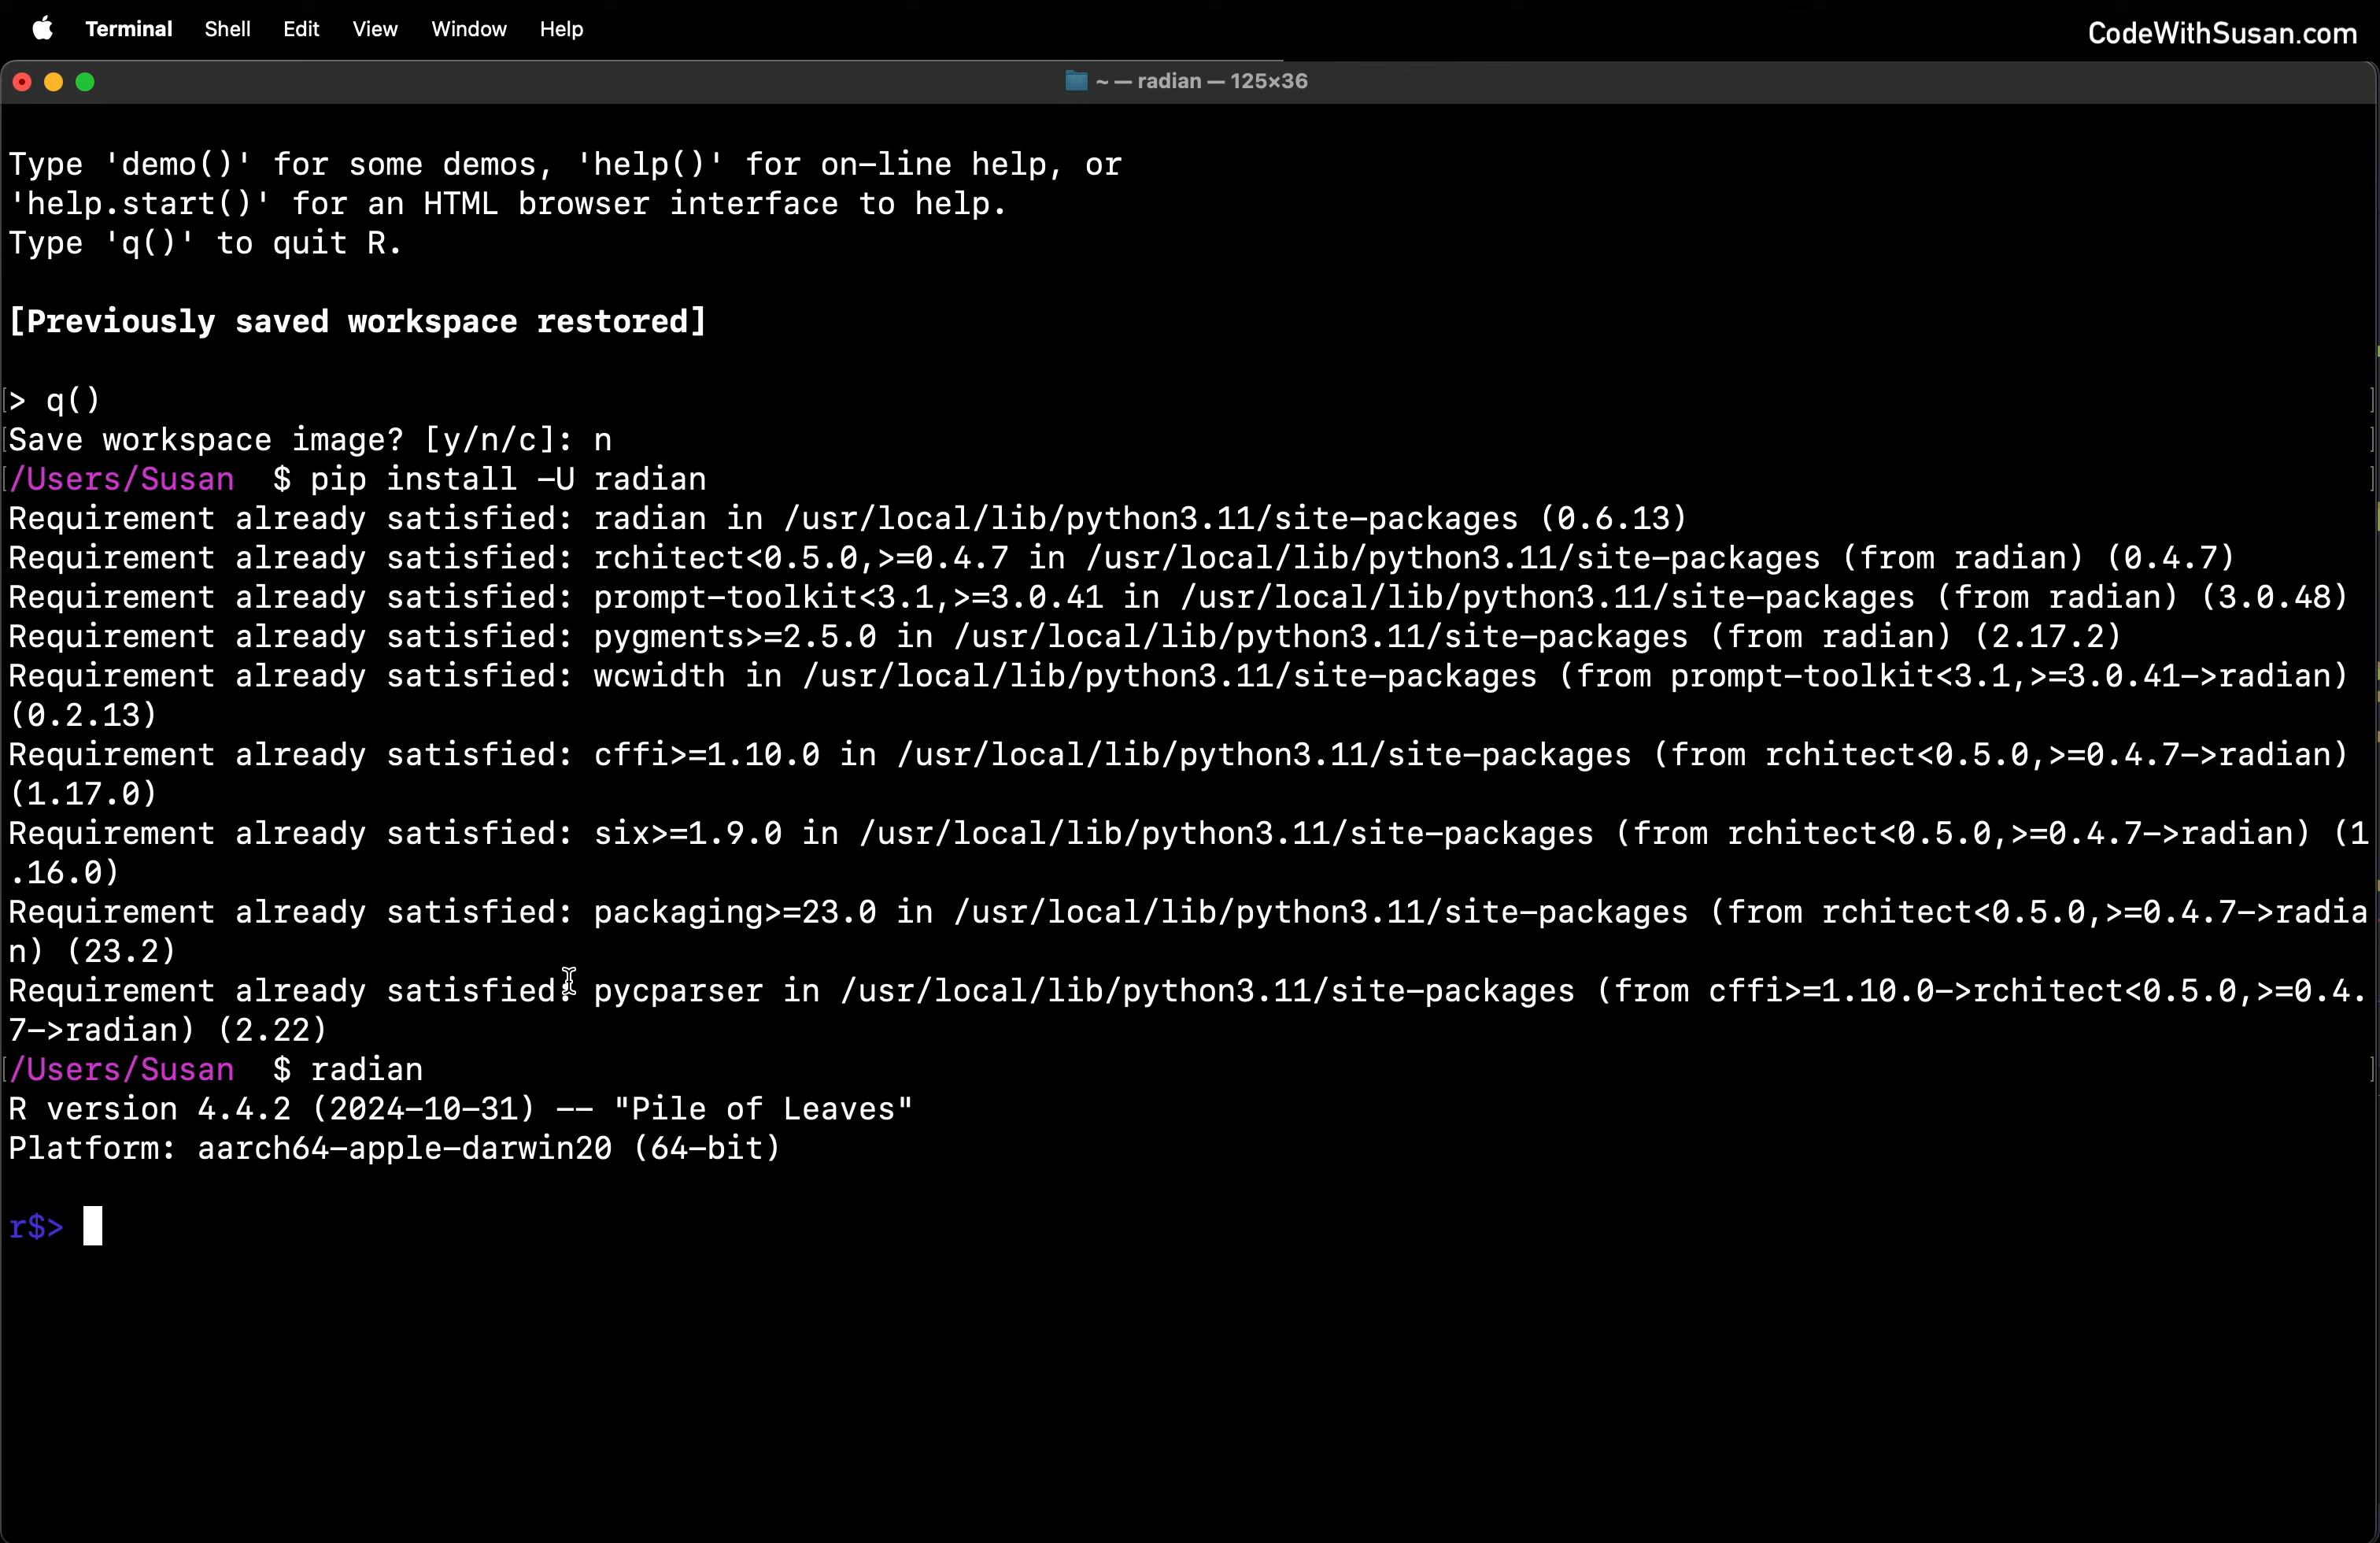 Terminal Shell Edit View Window Help
CodeWithSusan.com
~ — radian — 125×36
Type 'demo()' for some demos, 'help()' for on-line help, or
'help.start()' for an HTML browser interface to help.
Type 'q()' to quit R.
[Previously saved workspace restored]
> q()
Save workspace image? [y/n/c]: n
/Users/Susan  $ pip install -U radian
Requirement already satisfied: radian in /usr/local/lib/python3.11/site-packages (0.6.13)
Requirement already satisfied: rchitect<0.5.0,>=0.4.7 in /usr/local/lib/python3.11/site-packages (from radian) (0.4.7)
Requirement already satisfied: prompt-toolkit<3.1,>=3.0.41 in /usr/local/lib/python3.11/site-packages (from radian) (3.0.48)
Requirement already satisfied: pygments>=2.5.0 in /usr/local/lib/python3.11/site-packages (from radian) (2.17.2)
Requirement already satisfied: wcwidth in /usr/local/lib/python3.11/site-packages (from prompt-toolkit<3.1,>=3.0.41->radian)
(0.2.13)
Requirement already satisfied: cffi>=1.10.0 in /usr/local/lib/python3.11/site-packages (from rchitect<0.5.0,>=0.4.7->radian)
(1.17.0)
Requirement already satisfied: six>=1.9.0 in /usr/local/lib/python3.11/site-packages (from rchitect<0.5.0,>=0.4.7->radian) (1
.16.0)
Requirement already satisfied: packaging>=23.0 in /usr/local/lib/python3.11/site-packages (from rchitect<0.5.0,>=0.4.7->radia
n) (23.2)
Requirement already satisfied: pycparser in /usr/local/lib/python3.11/site-packages (from cffi>=1.10.0->rchitect<0.5.0,>=0.4.
7->radian) (2.22)
/Users/Susan  $ radian
R version 4.4.2 (2024-10-31) -- "Pile of Leaves"
Platform: aarch64-apple-darwin20 (64-bit)
r$>